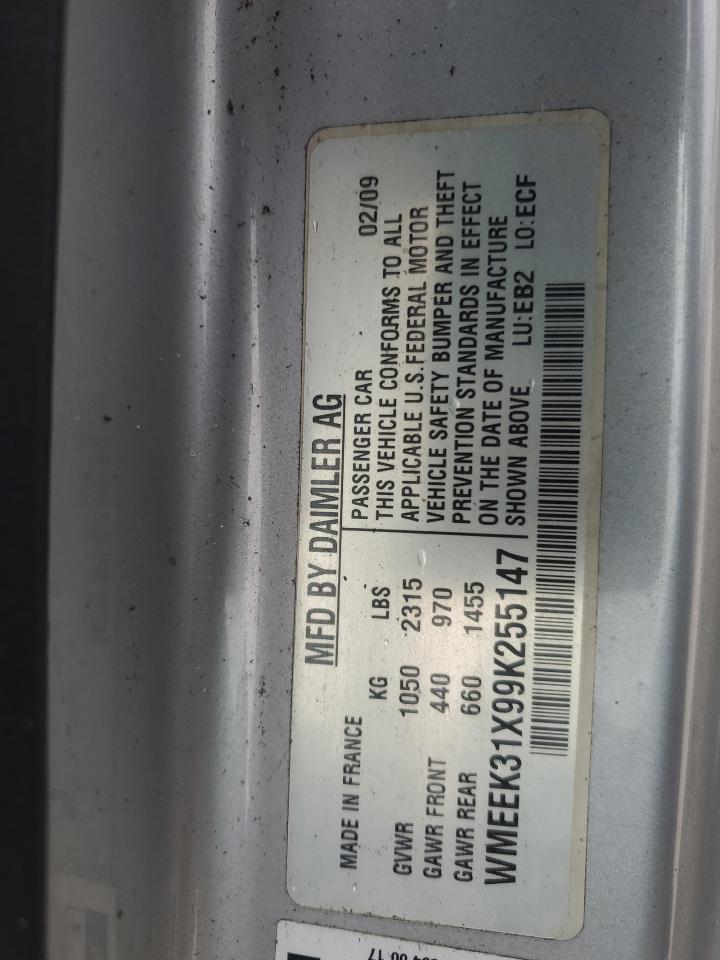 MFD BY DAIMLER AG
MADE IN FRANCE
KG LBS
GVWR 1050 2315
GAWR FRONT 440 970
GAWR REAR 660 1455
PASSENGER CAR 02/09
THIS VEHICLE CONFORMS TO ALL
APPLICABLE U.S.FEDERAL MOTOR
VEHICLE SAFETY BUMPER AND THEFT
PREVENTION STANDARDS IN EFFECT
ON THE DATE OF MANUFACTURE
SHOWN ABOVE. LU:EB2 LO:ECF
WMEEK31X99K255147